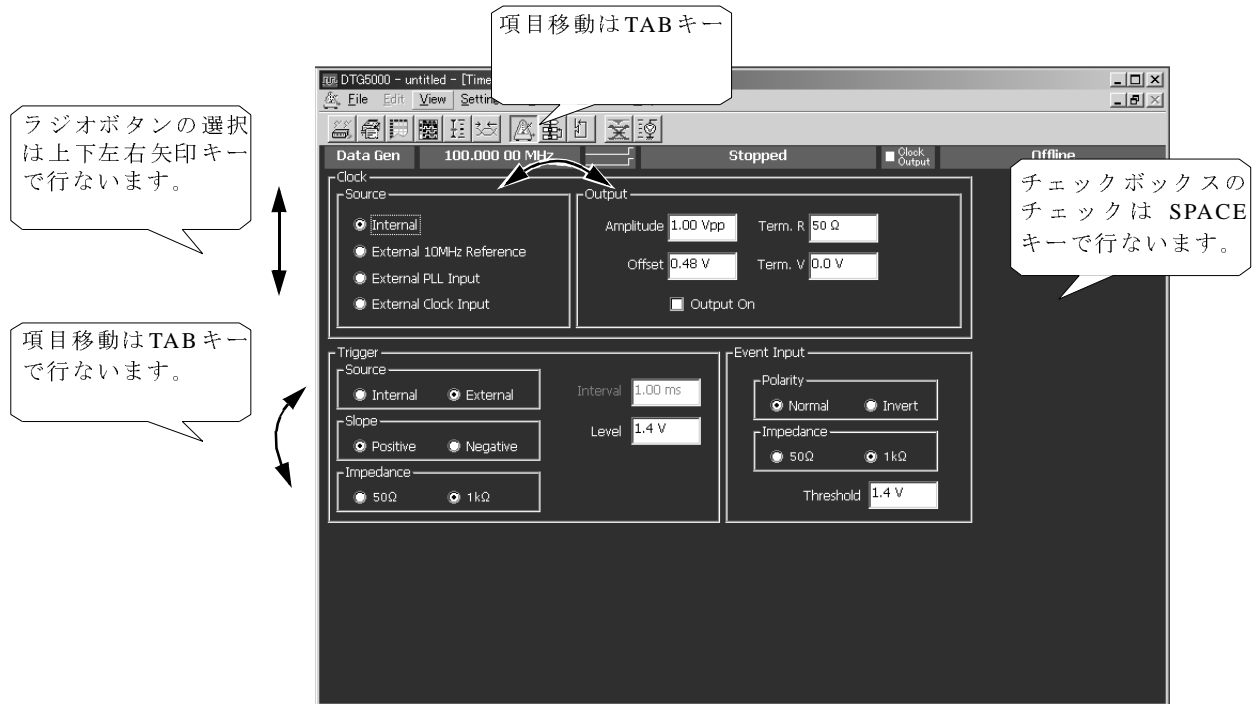 項目移動はTABキー
DTG5000 - untitled - [Time
File Edit View Setting
ラジオボタンの選択
は上下左右矢印キー
で行ないます。
Data Gen 100.000 00 MHz Stopped Clock Output Offline
チェックボックスの
チェックは SPACE
キーで行ないます。
Clock
Source
Internal
External 10MHz Reference
External PLL Input
External Clock Input
Output
Amplitude 1.00 Vpp Term. R 50 Ω
Offset 0.48 V Term. V 0.0 V
Output On
項目移動はTABキー
で行ないます。
Trigger
Source
Internal External
Interval 1.00 ms
Slope
Positive Negative
Level 1.4 V
Impedance
50Ω 1kΩ
Event Input
Polarity
Normal Invert
Impedance
50Ω 1kΩ
Threshold 1.4 V